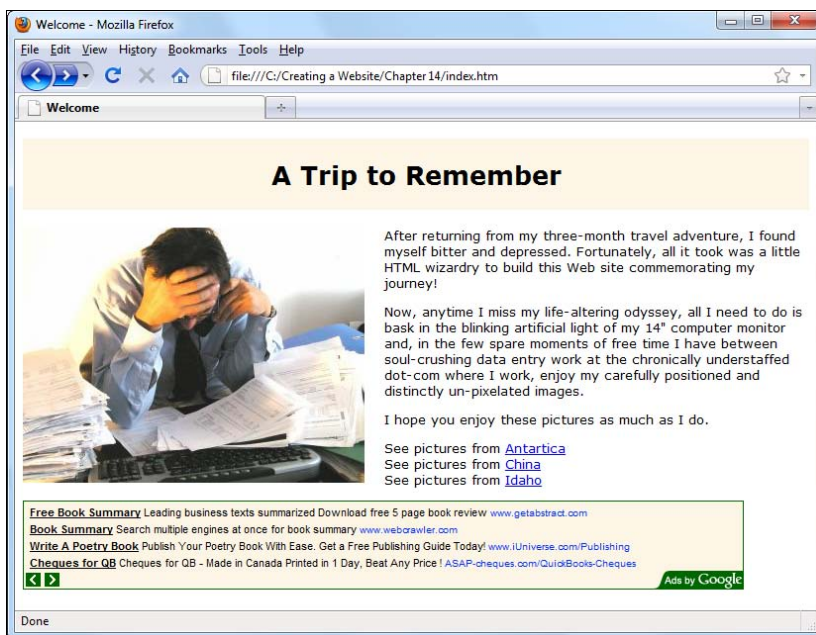 Welcome - Mozilla Firefox
File Edit View History Bookmarks Tools Help
file:///C:/Creating a Website/Chapter 14/index.htm
Welcome
A Trip to Remember
After returning from my three-month travel adventure, I found
myself bitter and depressed. Fortunately, all it took was a little
HTML wizardry to build this Web site commemorating my
journey!
Now, anytime I miss my life-altering odyssey, all I need to do is
bask in the blinking artificial light of my 14" computer monitor
and, in the few spare moments of free time I have between
soul-crushing data entry work at the chronically understaffed
dot-com where I work, enjoy my carefully positioned and
distinctly un-pixelated images.
I hope you enjoy these pictures as much as I do.
See pictures from Antartica
See pictures from China
See pictures from Idaho
Free Book Summary Leading business texts summarized Download free 5 page book review www.getabstract.com
Book Summary Search multiple engines at once for book summary www.webcrawler.com
Write A Poetry Book Publish Your Poetry Book With Ease. Get a Free Publishing Guide Today! www.iUniverse.com/Publishing
Cheques for QB Cheques for QB - Made in Canada Printed in 1 Day, Beat Any Price ! ASAP-cheques.com/QuickBooks-Cheques
Ads by Google
Done